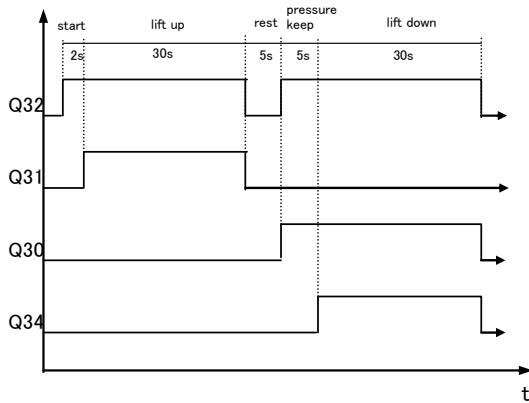 pressure
start lift up rest keep lift down
2s 30s 5s 5s 30s
Q32
Q31
Q30
Q34
t